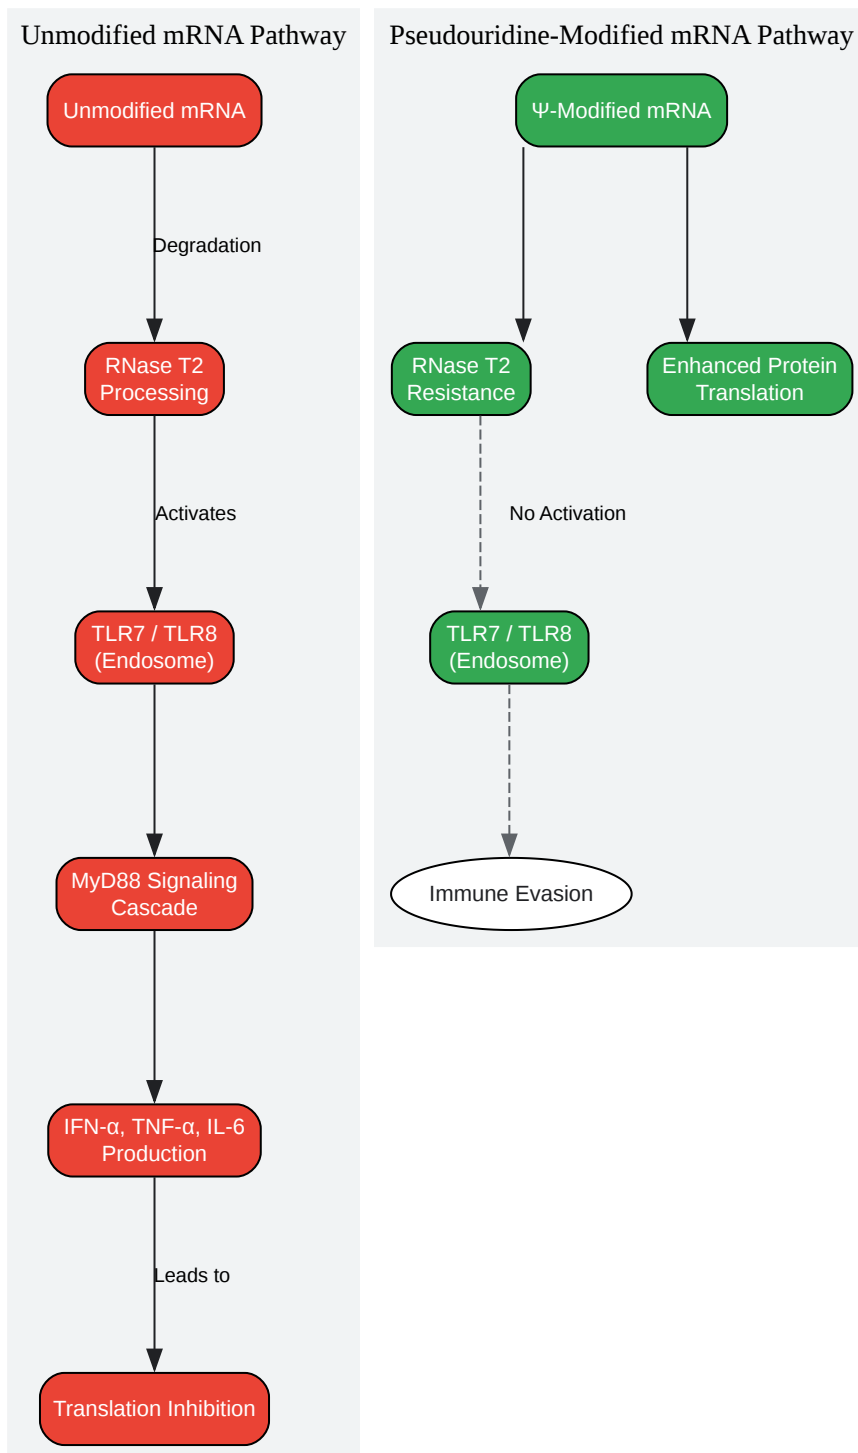 Unmodified mRNA Pathway
Unmodified mRNA
Degradation
RNase T2
Processing
Activates
TLR7 / TLR8
(Endosome)
MyD88 Signaling
Cascade
IFN-α, TNF-α, IL-6
Production
Leads to
Translation Inhibition
Pseudouridine-Modified mRNA Pathway
Ψ-Modified mRNA
RNase T2
Resistance
Enhanced Protein
Translation
No Activation
TLR7 / TLR8
(Endosome)
Immune Evasion